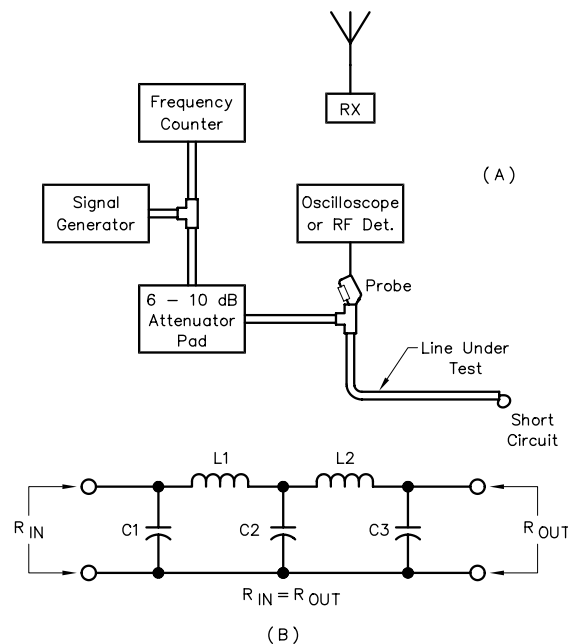 Frequency
Counter
RX
(A)
Signal
Generator
Oscilloscope
or RF Det.
Probe
6 – 10 dB
Attenuator
Pad
Line Under
Test
Short
Circuit
L1
L2
R IN
C1
C2
C3
R OUT
R IN = R OUT
(B)